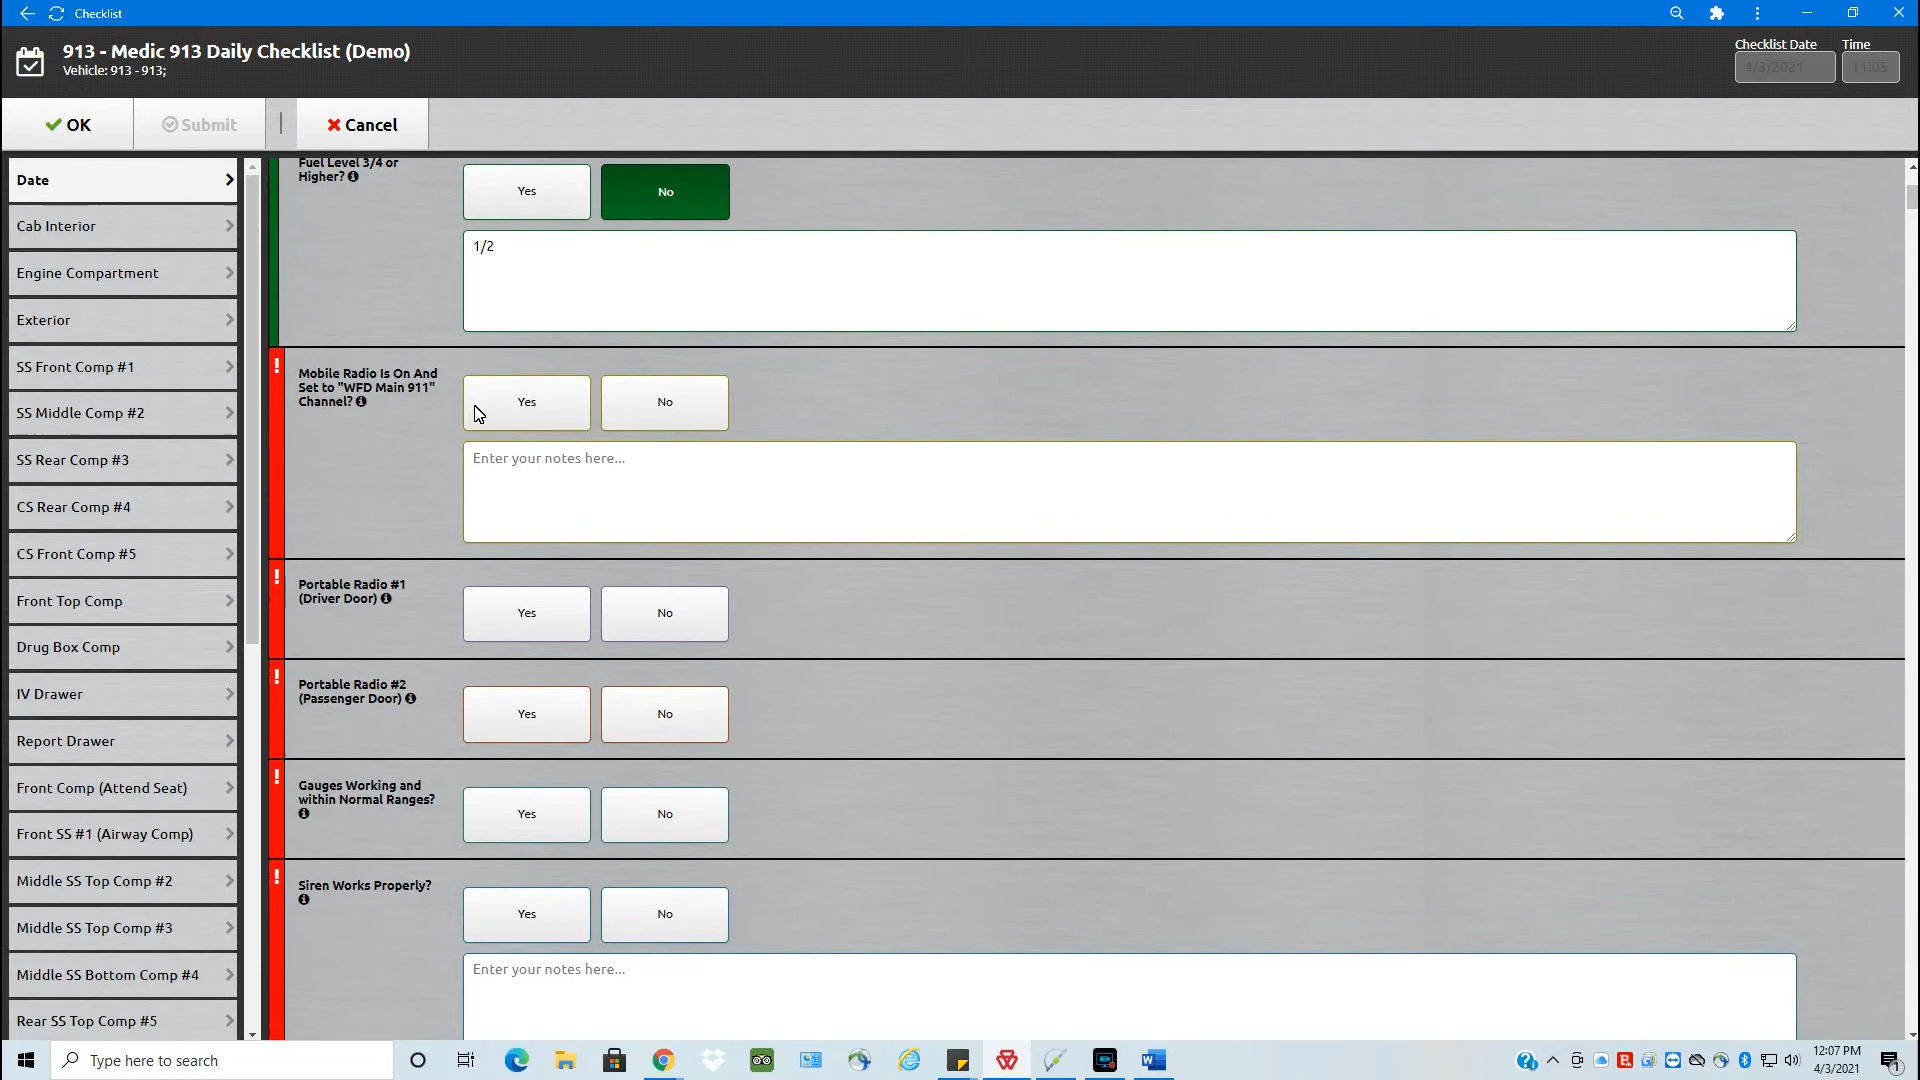 Checklist
913 - Medic 913 Daily Checklist (Demo)
Vehicle: 913 - 913;
Checklist Date
Time
4/3/2021
11:05
OK
Submit
Cancel
Date
Cab Interior
Engine Compartment
Exterior
SS Front Comp #1
SS Middle Comp #2
SS Rear Comp #3
CS Rear Comp #4
CS Front Comp #5
Front Top Comp
Drug Box Comp
IV Drawer
Report Drawer
Front Comp (Attend Seat)
Front SS #1 (Airway Comp)
Middle SS Top Comp #2
Middle SS Top Comp #3
Middle SS Bottom Comp #4
Rear SS Top Comp #5
Fuel Level 3/4 or
Higher?
Yes
No
1/2
Mobile Radio Is On And
Set to "WFD Main 911"
Channel?
Yes
No
Enter your notes here...
Portable Radio #1
(Driver Door)
Yes
No
Portable Radio #2
(Passenger Door)
Yes
No
Gauges Working and
within Normal Ranges?
Yes
No
Siren Works Properly?
Yes
No
Enter your notes here...
Type here to search
12:07 PM
4/3/2021